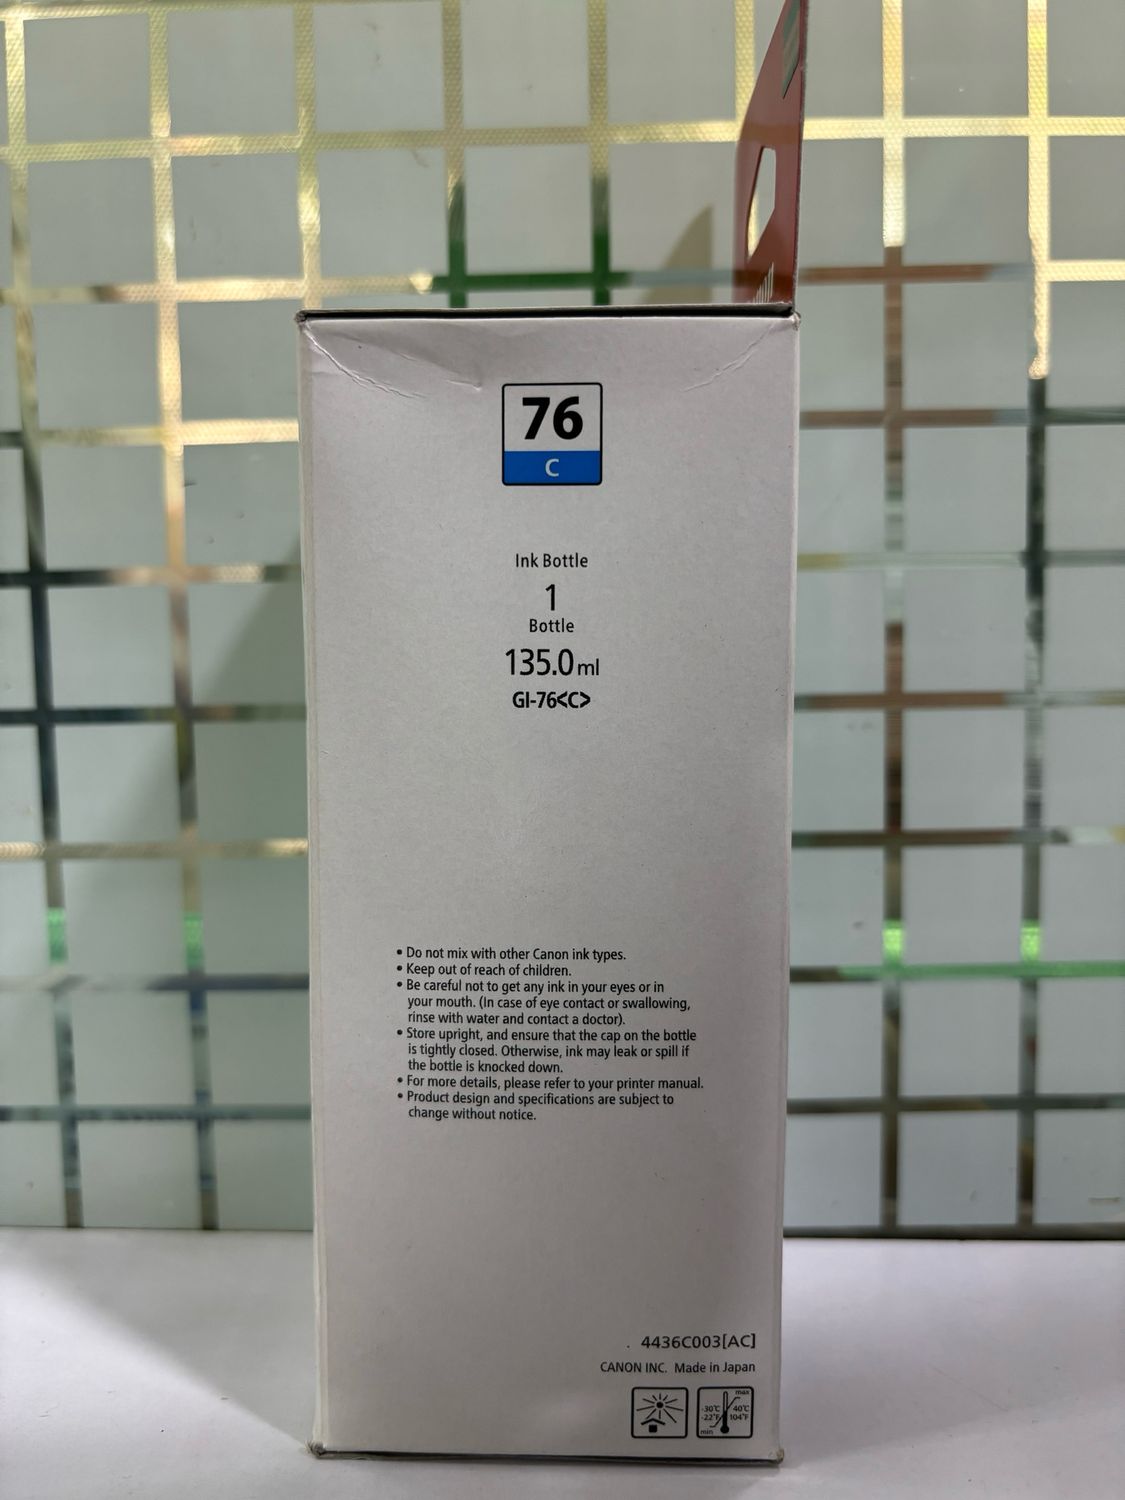 76
C
Ink Bottle
1
Bottle
135.0 ml
GI-76<C>
• Do not mix with other Canon ink types.
• Keep out of reach of children.
• Be careful not to get any ink in your eyes or in
your mouth. (In case of eye contact or swallowing,
rinse with water and contact a doctor).
• Store upright, and ensure that the cap on the bottle
is tightly closed. Otherwise, ink may leak or spill if
the bottle is knocked down.
• For more details, please refer to your printer manual.
• Product design and specifications are subject to
change without notice.
. 4436C003[AC]
CANON INC. Made in Japan
max
-30°C 40°C
-22°F 104°F
min